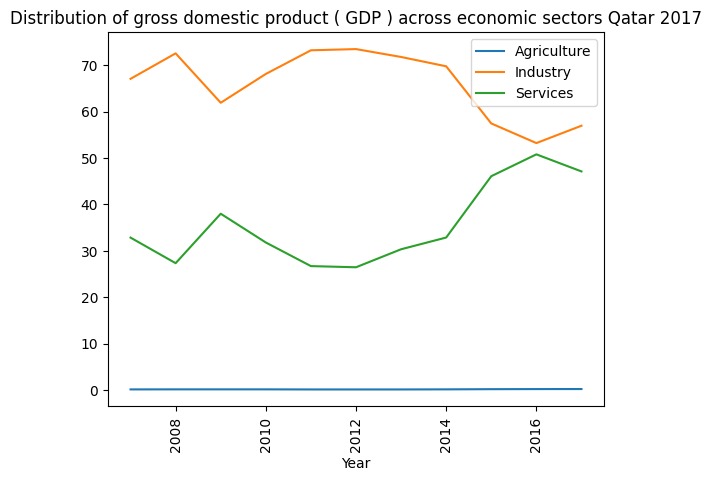 Distribution of gross domestic product ( GDP ) across economic sectors Qatar 2017
Agriculture
Industry
Services
70
60
50
40
30
20
10
0
2008
2010
2012
2014
2016
Year